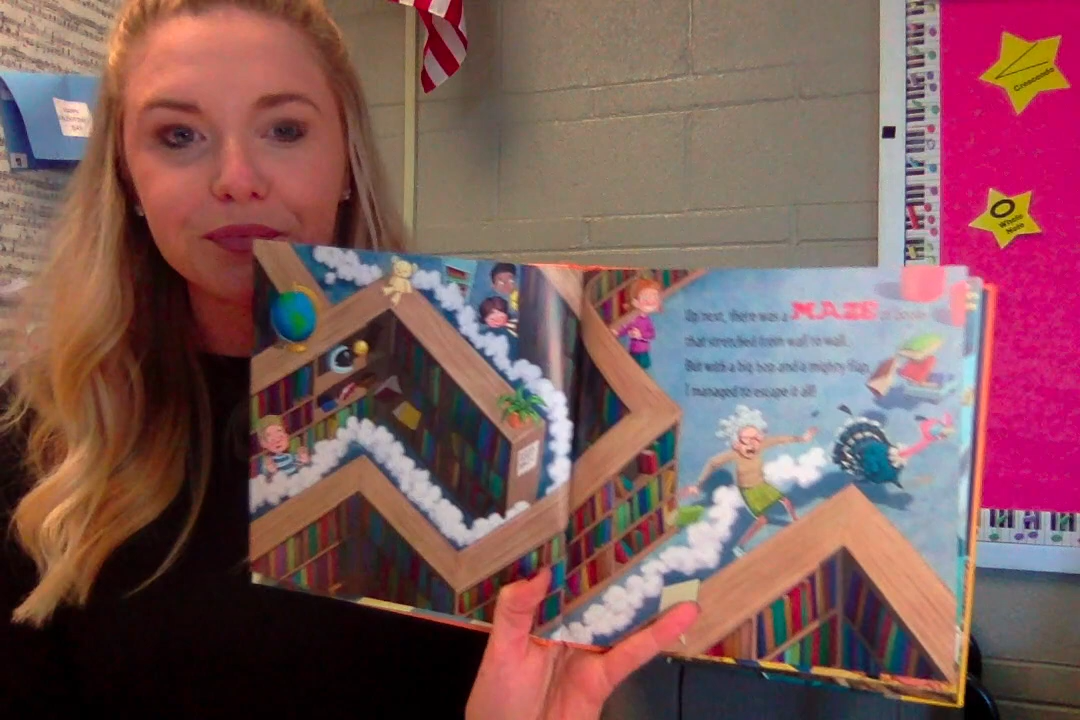 Crescendo
Whole
Note
Up next, there was a MAZE of books
that stretched from wall to wall.
But with a big hop and a mighty flap,
I managed to escape it all!